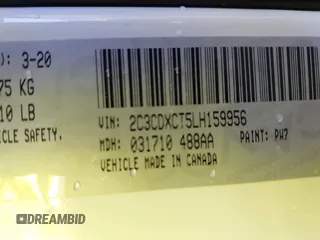 ): 3-20
75 KG
10 LB
VEHICLE SAFETY.
VIN: 2C3CDXCT5LH159956
MDH: 031710 488AA PAINT: PW7
VEHICLE MADE IN CANADA
DREAMBID